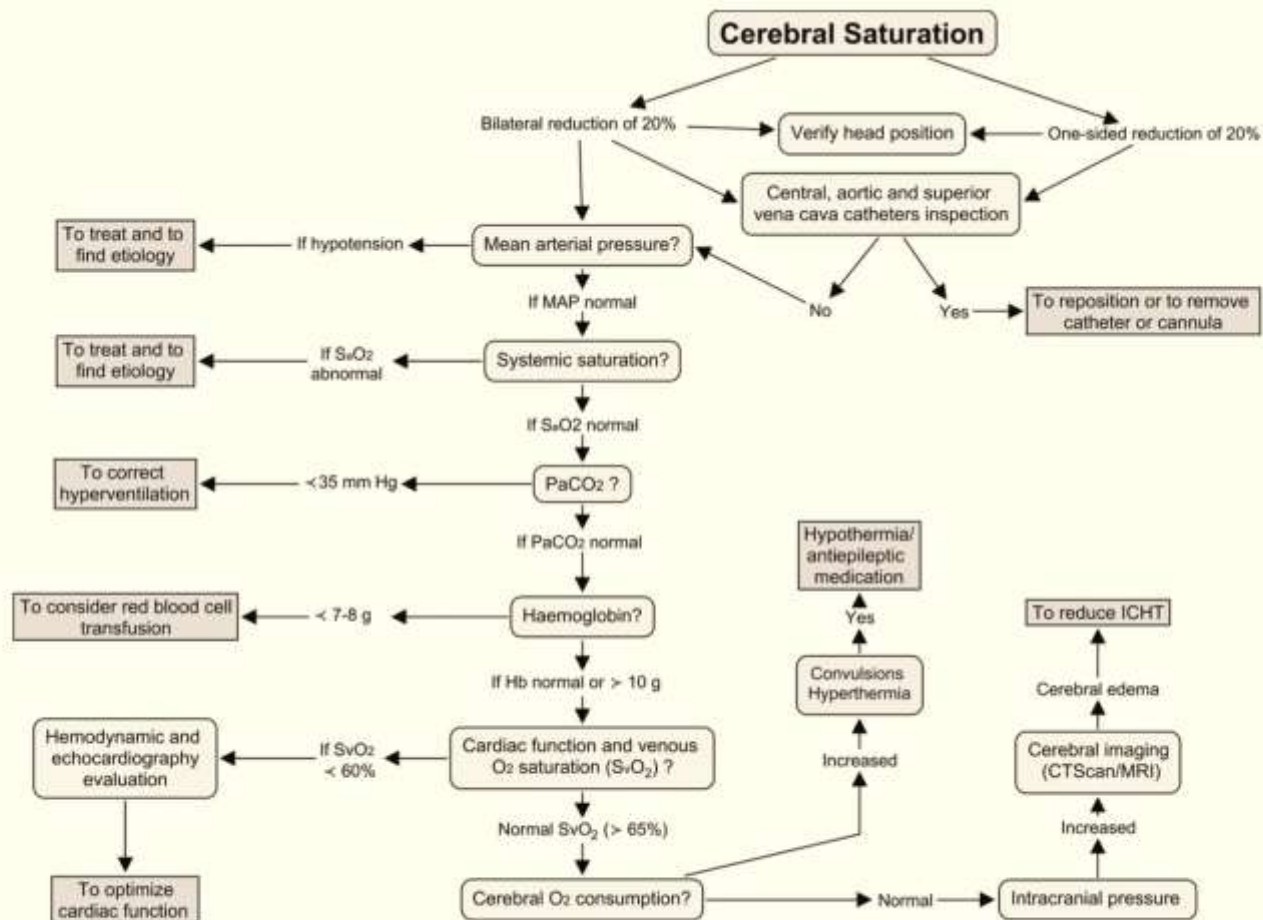 Cerebral Saturation
Bilateral reduction of 20%
Verify head position
One-sided reduction of 20%
Central, aortic and superior
vena cava catheters inspection
To treat and to
find etiology
If hypotension
Mean arterial pressure?
No
Yes
To reposition or to remove
catheter or cannula
If MAP normal
To treat and to
find etiology
If SaO2
abnormal
Systemic saturation?
If SaO2 normal
To correct
hyperventilation
<35 mm Hg
PaCO2 ?
If PaCO2 normal
Hypothermia/
antiepileptic
medication
To consider red blood cell
transfusion
< 7-8 g
Haemoglobin?
Yes
To reduce ICHT
If Hb normal or > 10 g
Convulsions
Hyperthermia
Cerebral edema
Hemodynamic and
echocardiography
evaluation
If SvO2
< 60%
Cardiac function and venous
O2 saturation (SvO2) ?
Increased
Cerebral imaging
(CTScan/MRI)
Normal SvO2 (> 65%)
Increased
To optimize
cardiac function
Cerebral O2 consumption?
Normal
Intracranial pressure